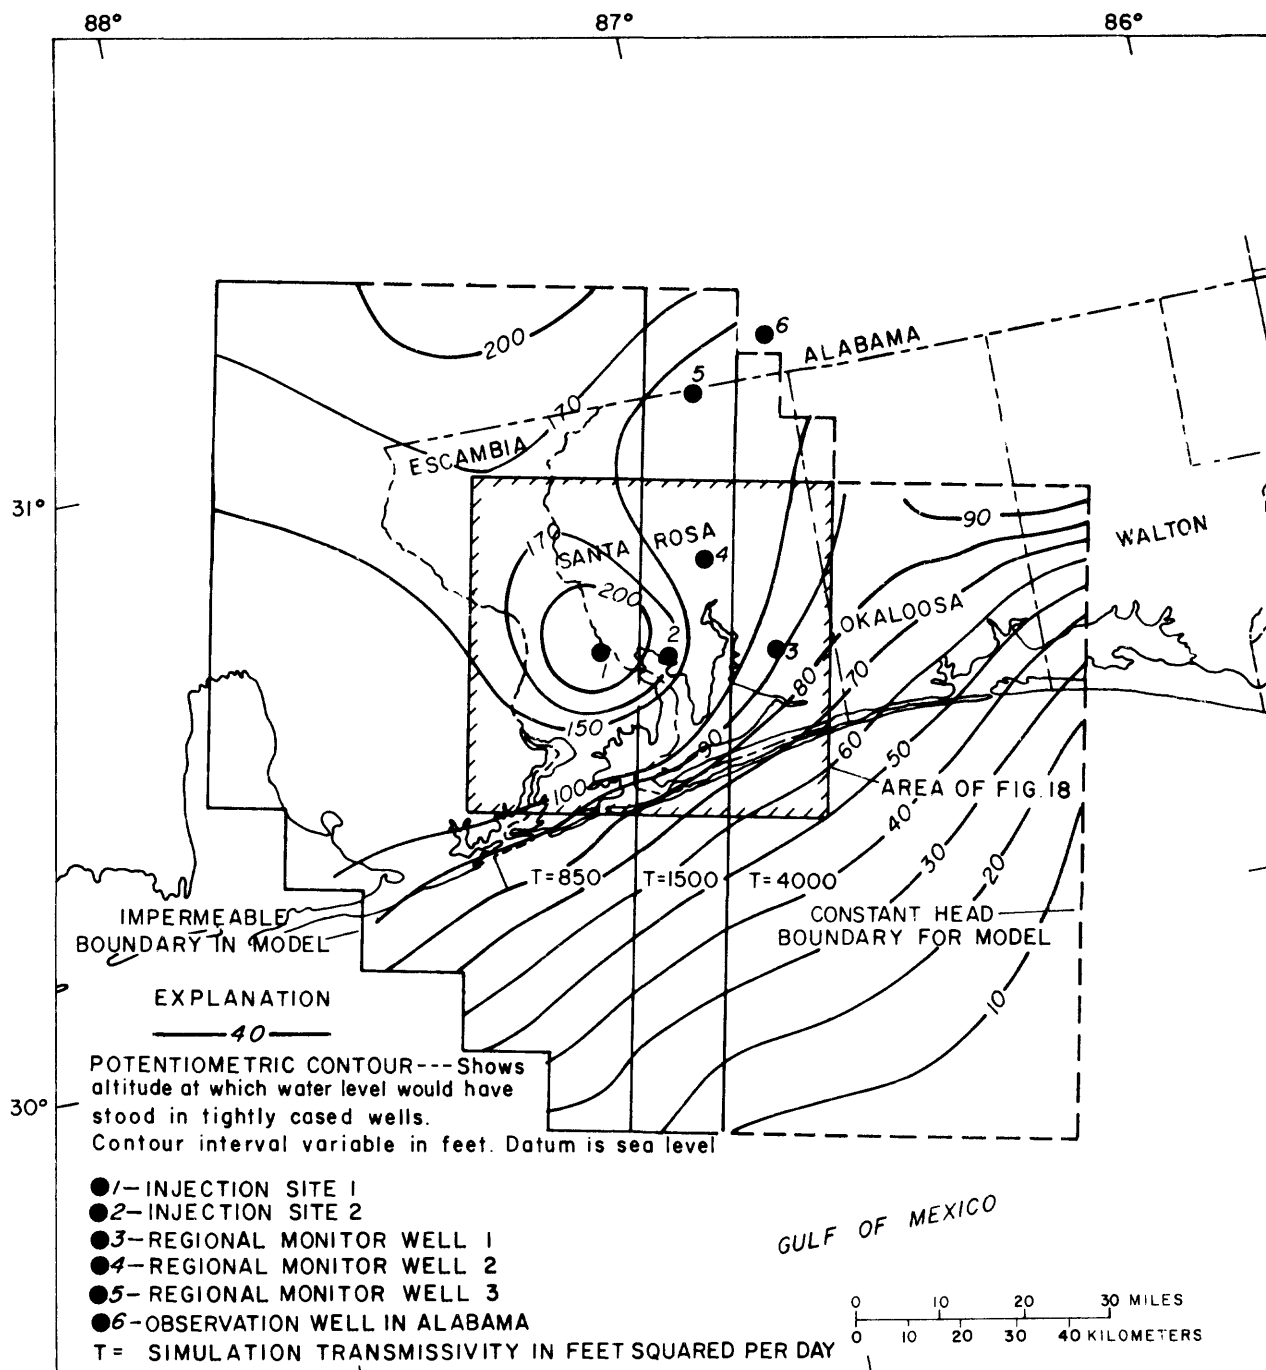 88° 87° 86°
200
6
ALABAMA
5
170
ESCAMBIA
31°
90
WALTON
170
SANTA ROSA
4
200
OKALOOSA
2
3
1
80
70
150
90
60
50
100
AREA OF FIG. 18
40
30
20
T=850 T=1500 T=4000
IMPERMEABLE
BOUNDARY IN MODEL
CONSTANT HEAD
BOUNDARY FOR MODEL
10
EXPLANATION
40
POTENTIOMETRIC CONTOUR---Shows
altitude at which water level would have
stood in tightly cased wells.
Contour interval variable in feet. Datum is sea level
30°
1-INJECTION SITE 1
2-INJECTION SITE 2
3-REGIONAL MONITOR WELL 1
4-REGIONAL MONITOR WELL 2
5-REGIONAL MONITOR WELL 3
6-OBSERVATION WELL IN ALABAMA
T= SIMULATION TRANSMISSIVITY IN FEET SQUARED PER DAY
GULF OF MEXICO
0 10 20 30 MILES
0 10 20 30 40 KILOMETERS